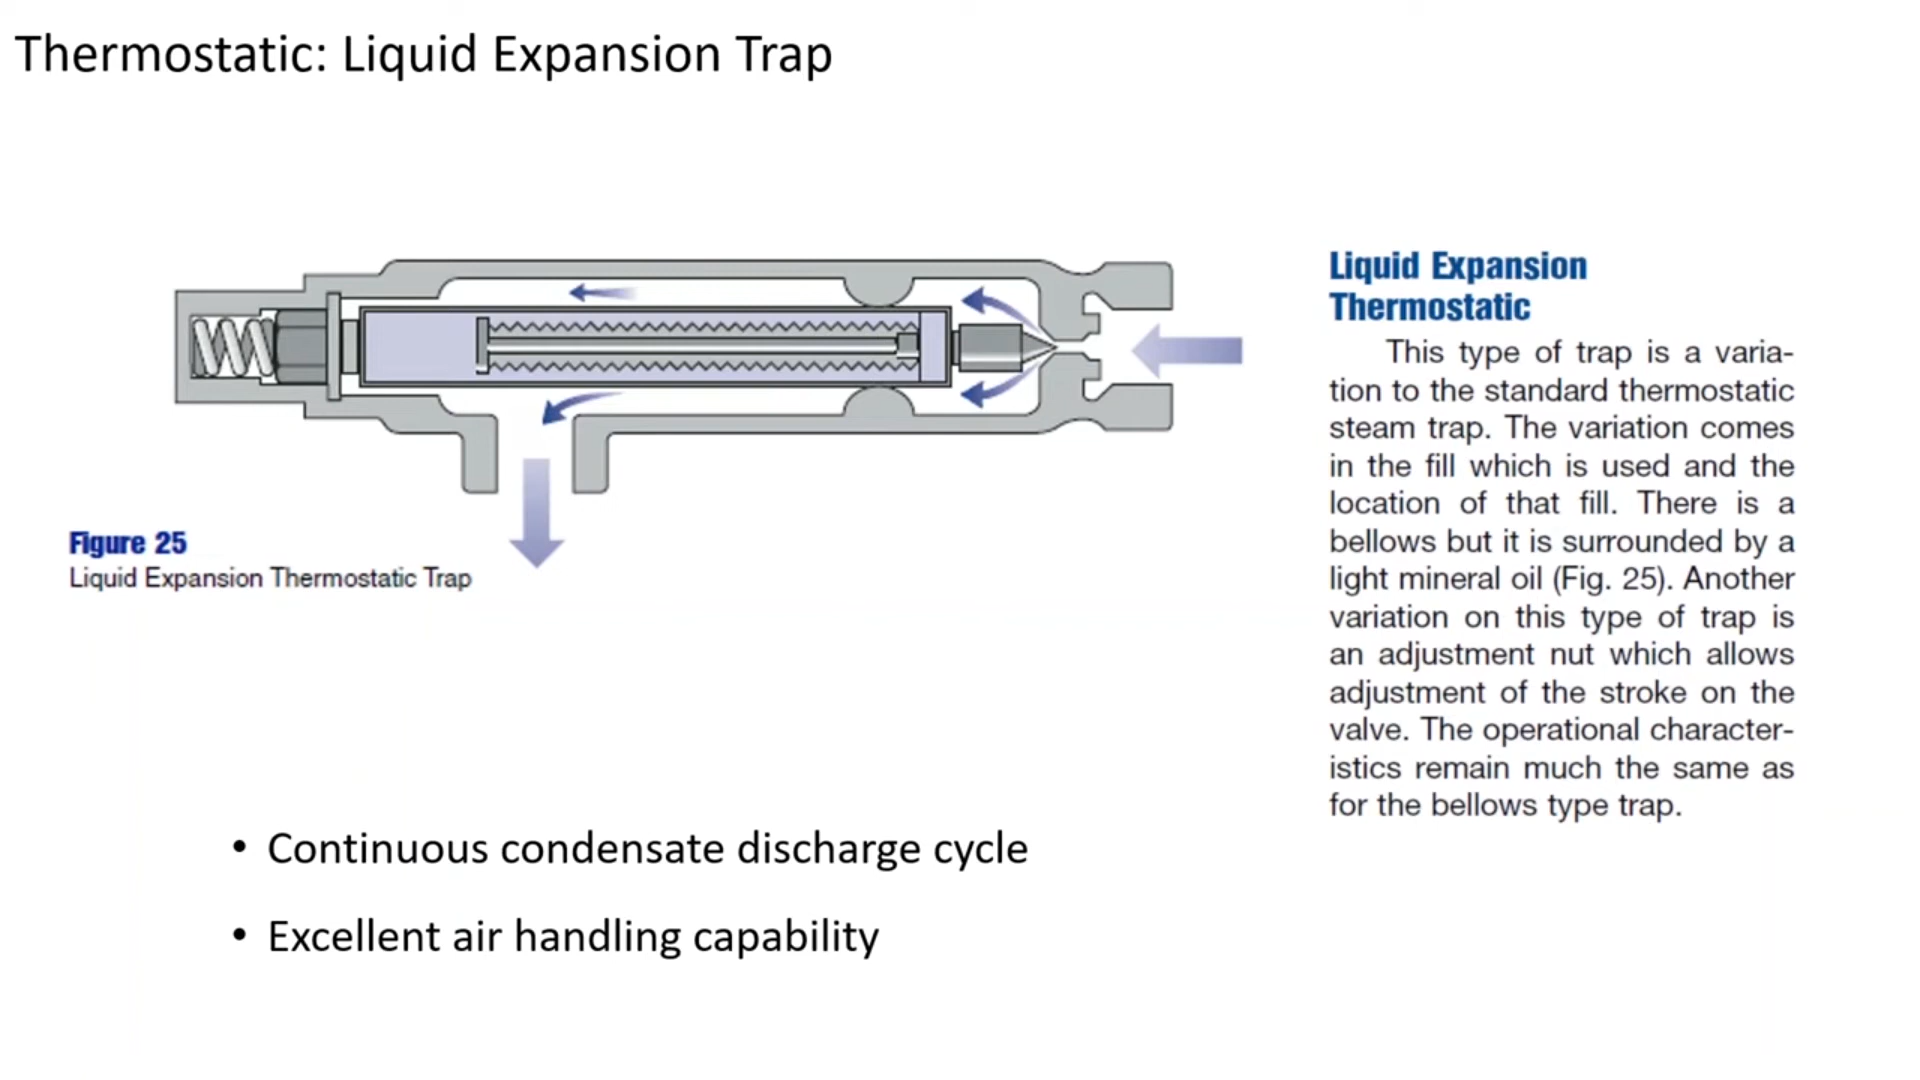 Thermostatic: Liquid Expansion Trap
Figure 25
Liquid Expansion Thermostatic Trap
Liquid Expansion
Thermostatic
This type of trap is a varia-
tion to the standard thermostatic
steam trap. The variation comes
in the fill which is used and the
location of that fill. There is a
bellows but it is surrounded by a
light mineral oil (Fig. 25). Another
variation on this type of trap is
an adjustment nut which allows
adjustment of the stroke on the
valve. The operational character-
istics remain much the same as
for the bellows type trap.
• Continuous condensate discharge cycle
• Excellent air handling capability